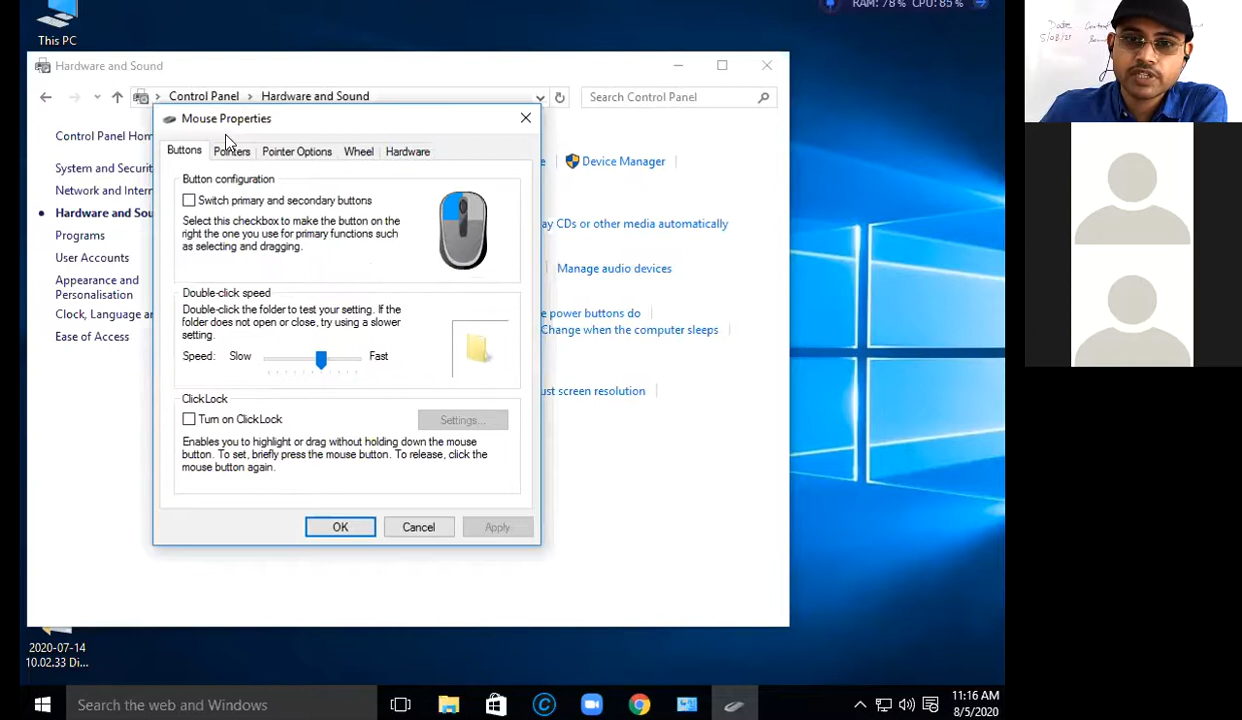 This PC
RAM: 78% CPU: 85%
Date
5/08/20
Hardware and Sound
Control Panel > Hardware and Sound
Search Control Panel
Control Panel Hom
System and Securit
Network and Intern
Hardware and Sou
Programs
User Accounts
Appearance and
Personalisation
Clock, Language an
Ease of Access
Device Manager
ay CDs or other media automatically
Manage audio devices
e power buttons do
Change when the computer sleeps
ust screen resolution
Mouse Properties
Buttons
Pointers
Pointer Options
Wheel
Hardware
Button configuration
Switch primary and secondary buttons
Select this checkbox to make the button on the
right the one you use for primary functions such
as selecting and dragging.
Double-click speed
Double-click the folder to test your setting. If the
folder does not open or close, try using a slower
setting.
Speed: Slow Fast
ClickLock
Turn on ClickLock
Settings...
Enables you to highlight or drag without holding down the mouse
button. To set, briefly press the mouse button. To release, click the
mouse button again.
OK
Cancel
Apply
2020-07-14
10.02.33 Di...
Search the web and Windows
11:16 AM
8/5/2020